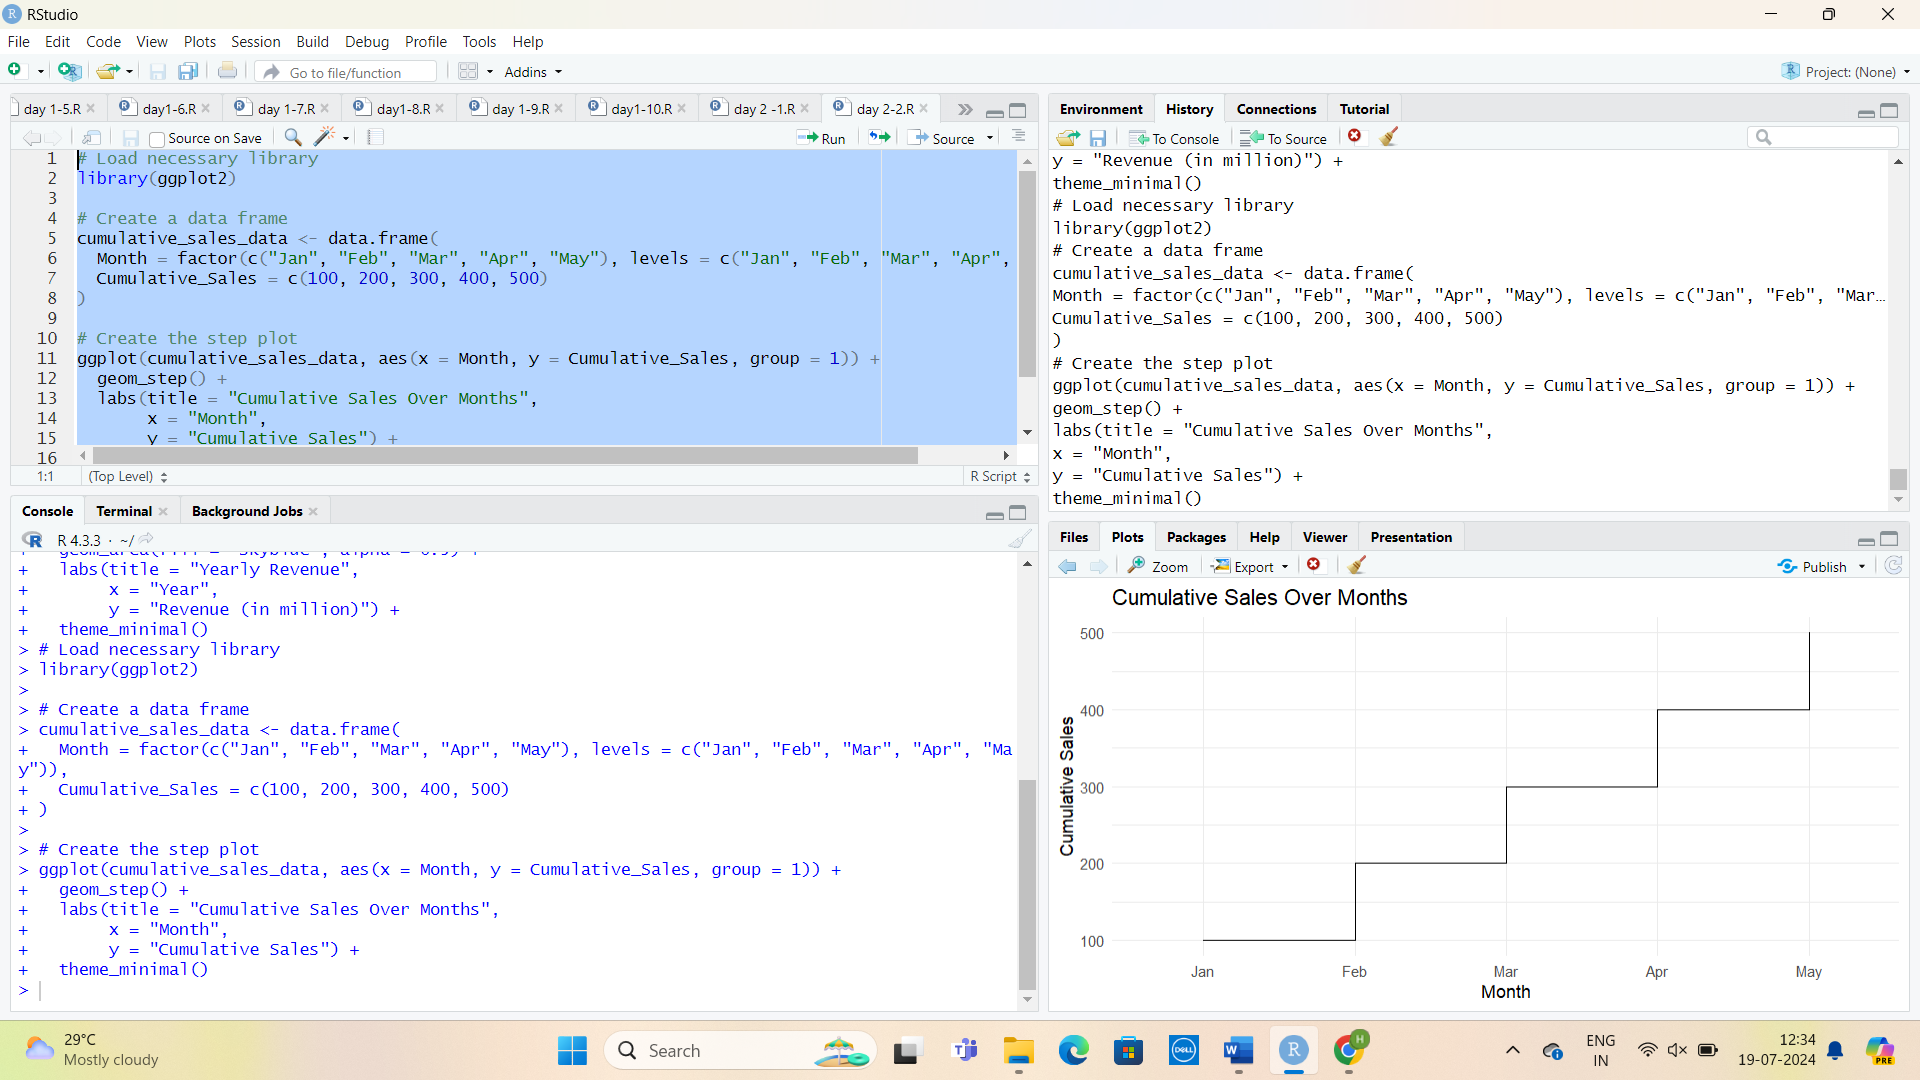 RStudio
File Edit Code View Plots Session Build Debug Profile Tools Help
Go to file/function Addins Project: (None)
day 1-5.R day1-6.R day 1-7.R day1-8.R day 1-9.R day1-10.R day 2 -1.R day 2-2.R
Source on Save Run Source
1 # Load necessary library
2 library(ggplot2)
3
4 # Create a data frame
5 cumulative_sales_data <- data.frame(
6 Month = factor(c("Jan", "Feb", "Mar", "Apr", "May"), levels = c("Jan", "Feb", "Mar", "Apr",
7 Cumulative_Sales = c(100, 200, 300, 400, 500)
8 )
9
10 # Create the step plot
11 ggplot(cumulative_sales_data, aes(x = Month, y = Cumulative_Sales, group = 1)) +
12 geom_step() +
13 labs(title = "Cumulative Sales Over Months",
14 x = "Month",
15 y = "Cumulative Sales") +
16
1:1 (Top Level) R Script
Console Terminal Background Jobs
R R 4.3.3 · ~/
+ labs(title = "Yearly Revenue",
+ x = "Year",
+ y = "Revenue (in million)") +
+ theme_minimal()
> # Load necessary library
> library(ggplot2)
>
> # Create a data frame
> cumulative_sales_data <- data.frame(
+ Month = factor(c("Jan", "Feb", "Mar", "Apr", "May"), levels = c("Jan", "Feb", "Mar", "Apr", "Ma
y")),
+ Cumulative_Sales = c(100, 200, 300, 400, 500)
+ )
>
> # Create the step plot
> ggplot(cumulative_sales_data, aes(x = Month, y = Cumulative_Sales, group = 1)) +
+ geom_step() +
+ labs(title = "Cumulative Sales Over Months",
+ x = "Month",
+ y = "Cumulative Sales") +
+ theme_minimal()
>
Environment History Connections Tutorial
To Console To Source
y = "Revenue (in million)") +
theme_minimal()
# Load necessary library
library(ggplot2)
# Create a data frame
cumulative_sales_data <- data.frame(
Month = factor(c("Jan", "Feb", "Mar", "Apr", "May"), levels = c("Jan", "Feb", "Mar...
Cumulative_Sales = c(100, 200, 300, 400, 500)
)
# Create the step plot
ggplot(cumulative_sales_data, aes(x = Month, y = Cumulative_Sales, group = 1)) +
geom_step() +
labs(title = "Cumulative Sales Over Months",
x = "Month",
y = "Cumulative Sales") +
theme_minimal()
Files Plots Packages Help Viewer Presentation
Zoom Export Publish
Cumulative Sales Over Months
500
400
300
200
100
Cumulative Sales
Jan Feb Mar Apr May
Month
29°C
Mostly cloudy
Search
DELL
W
R
H
ENG
IN
12:34
19-07-2024
PRE